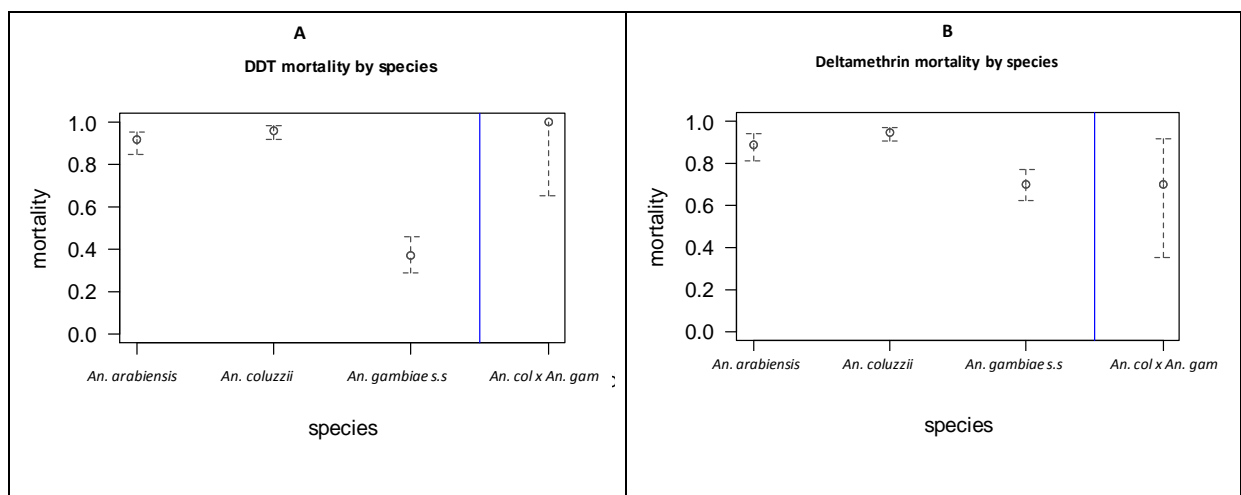 A
DDT mortality by species
mortality
1.0
0.8
0.6
0.4
0.2
0.0
An. arabiensis An. coluzzii An. gambiae s.s An. col x An. gam
species
B
Deltamethrin mortality by species
mortality
1.0
0.8
0.6
0.4
0.2
0.0
An. arabiensis An. coluzzii An. gambiae s.s An. col x An. gam
species